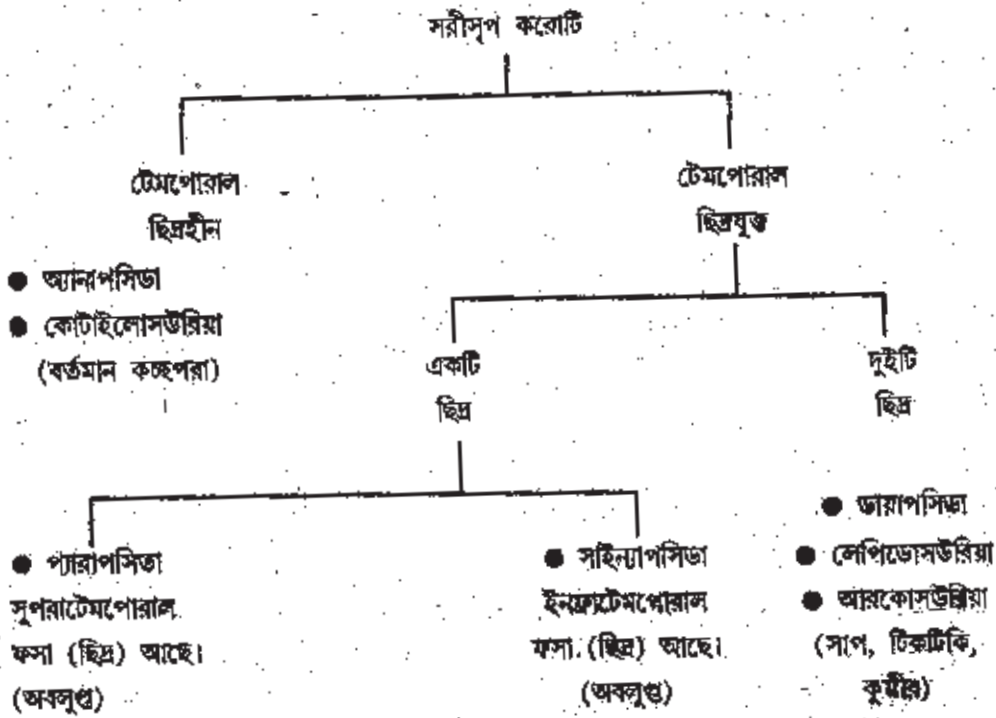 সরীসৃপ করোটি
টেমপোরাল
ছিদ্রহীন
● অ্যানাপসিডা
● কোটাইলোসউরিয়া
(বর্তমান কচ্ছপরা)
টেমপোরাল
ছিদ্রযুক্ত
একটি
ছিদ্র
দুইটি
ছিদ্র
● প্যারাপসিডা
সুপরাটেমপোরাল
ফসা (ছিদ্র) আছে।
(অবলুপ্ত)
● সাইন্যাপসিডা
ইনফ্রাটেমপোরাল
ফসা (ছিদ্র) আছে।
(অবলুপ্ত)
● ডায়াপসিডা
● লেপিডোসউরিয়া
● আরকোসউরিয়া
(সাপ, টিকটিকি,
কুমীর)